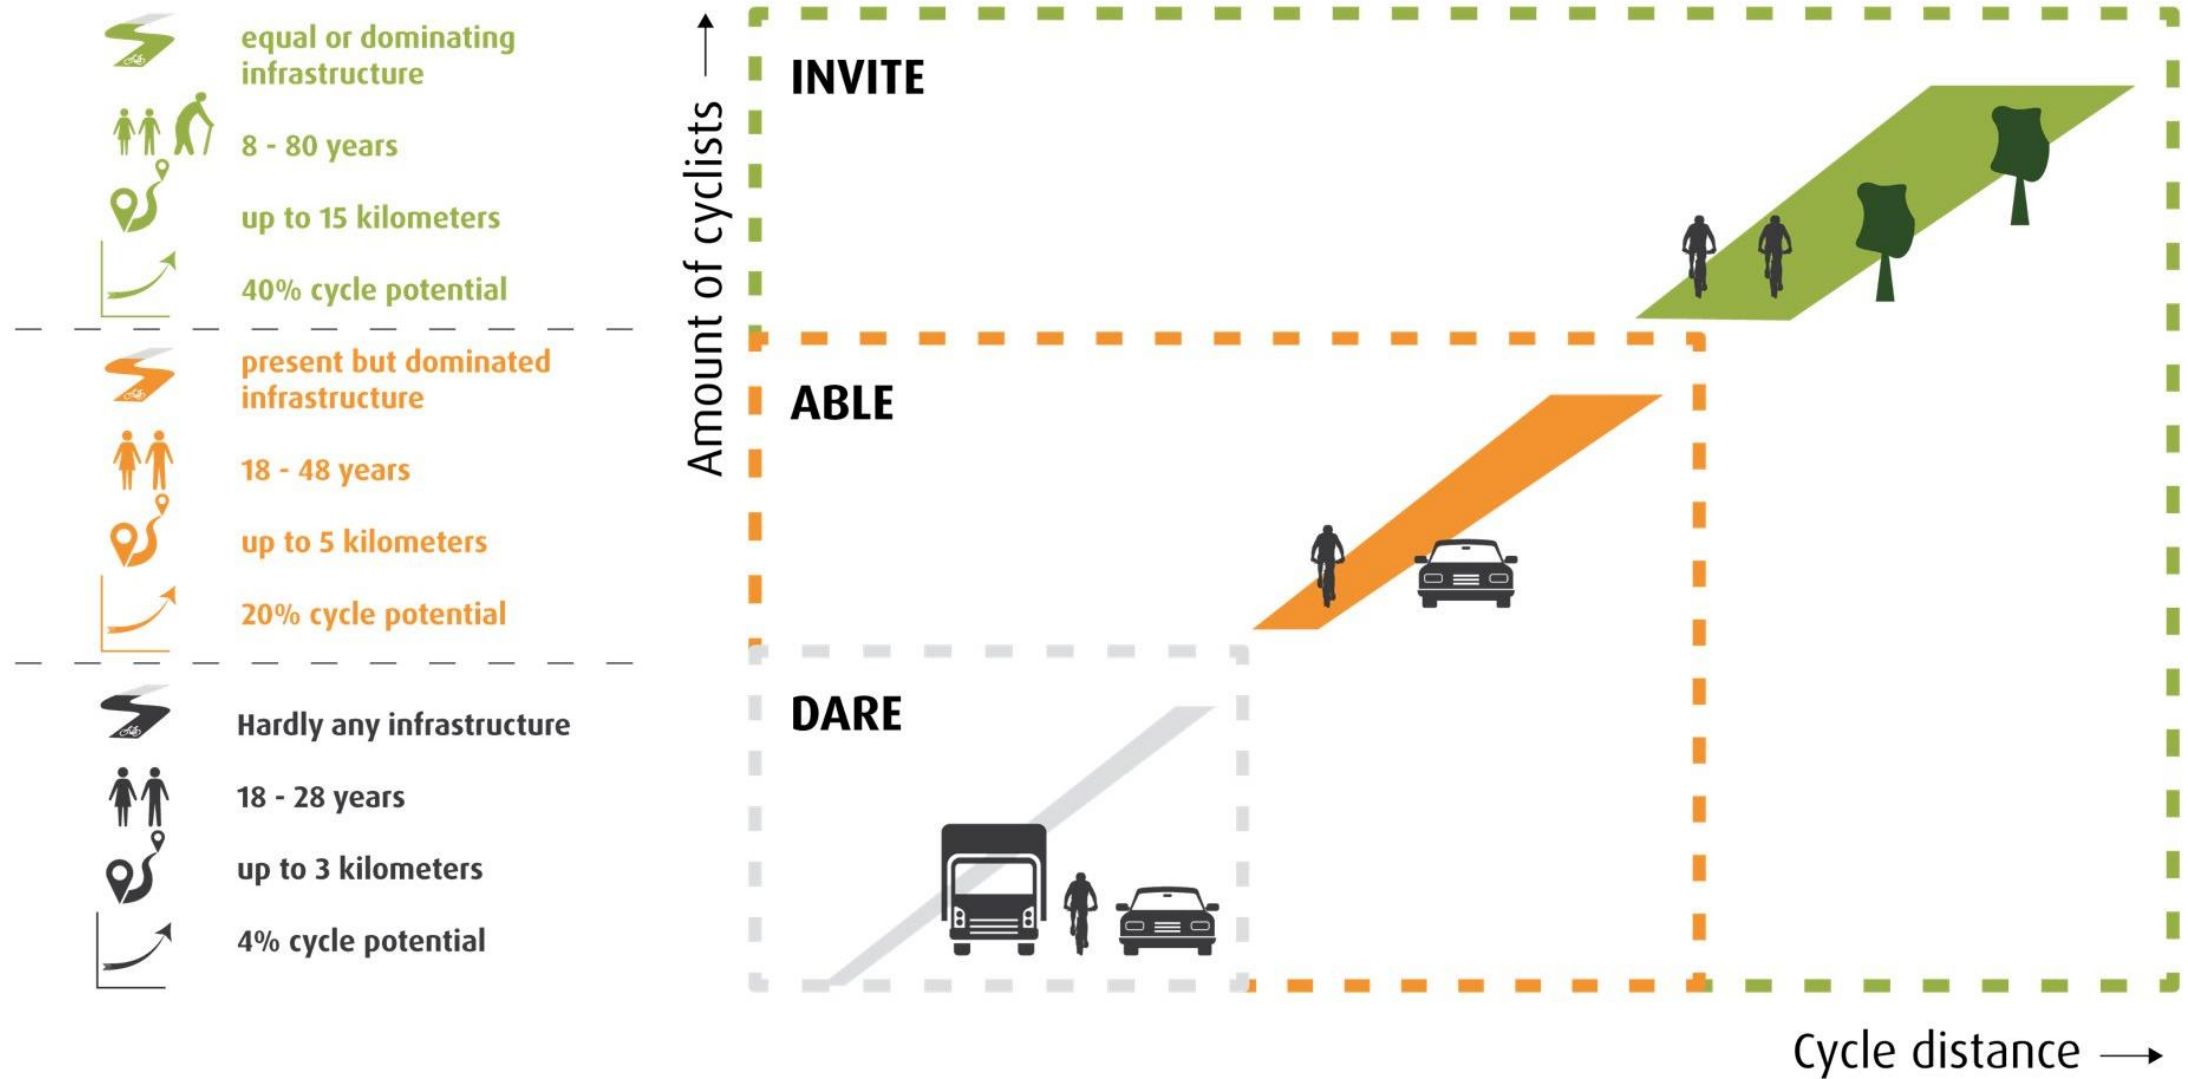 equal or dominating
infrastructure
8 - 80 years
up to 15 kilometers
40% cycle potential
present but dominated
infrastructure
18 - 48 years
up to 5 kilometers
20% cycle potential
Hardly any infrastructure
18 - 28 years
up to 3 kilometers
4% cycle potential
Amount of cyclists
INVITE
ABLE
DARE
Cycle distance